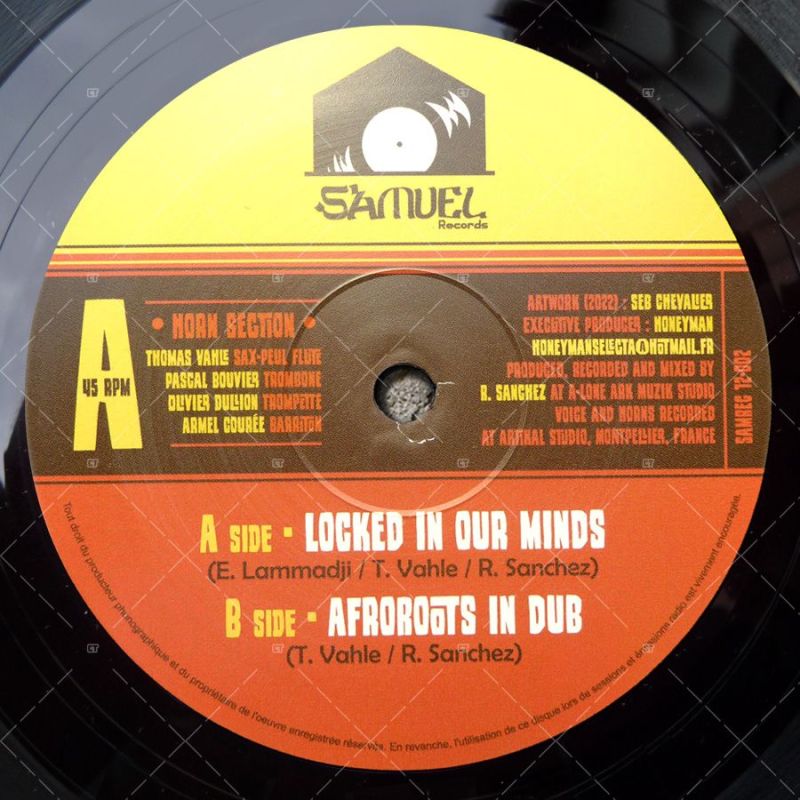 SAMUEL
Records
A
45 RPM
• HORN SECTION •
THOMAS VAHLE SAX-PEUL FLUTE
PASCAL BOUVIER TROMBONE
OLIVIER DULLION TROMPETTE
ARMEL COURÉE BARRITON
ARTWORK (2022) : SEB CHEVALIER
EXECUTIVE PRODUCER : HONEYMAN
HONEYMANSELECTA@HOTMAIL.FR
PRODUCED, RECORDED AND MIXED BY
R. SANCHEZ AT A-LONE ARK MUZIK STUDIO
VOICE AND HORNS RECORDED
AT ARTIKAL STUDIO, MONTPELLIER, FRANCE
SAMREC 12-002
A SIDE - LOCKED IN OUR MINDS
(E. Lammadji / T. Vahle / R. Sanchez)
B SIDE - AFROROOTS IN DUB
(T. Vahle / R. Sanchez)
Tout droit du producteur phonographique et du propriétaire de l'oeuvre enregistrée réservés. En revanche, l'utilisation de ce disque lors de sessions et émissions radio est vivement encouragée.